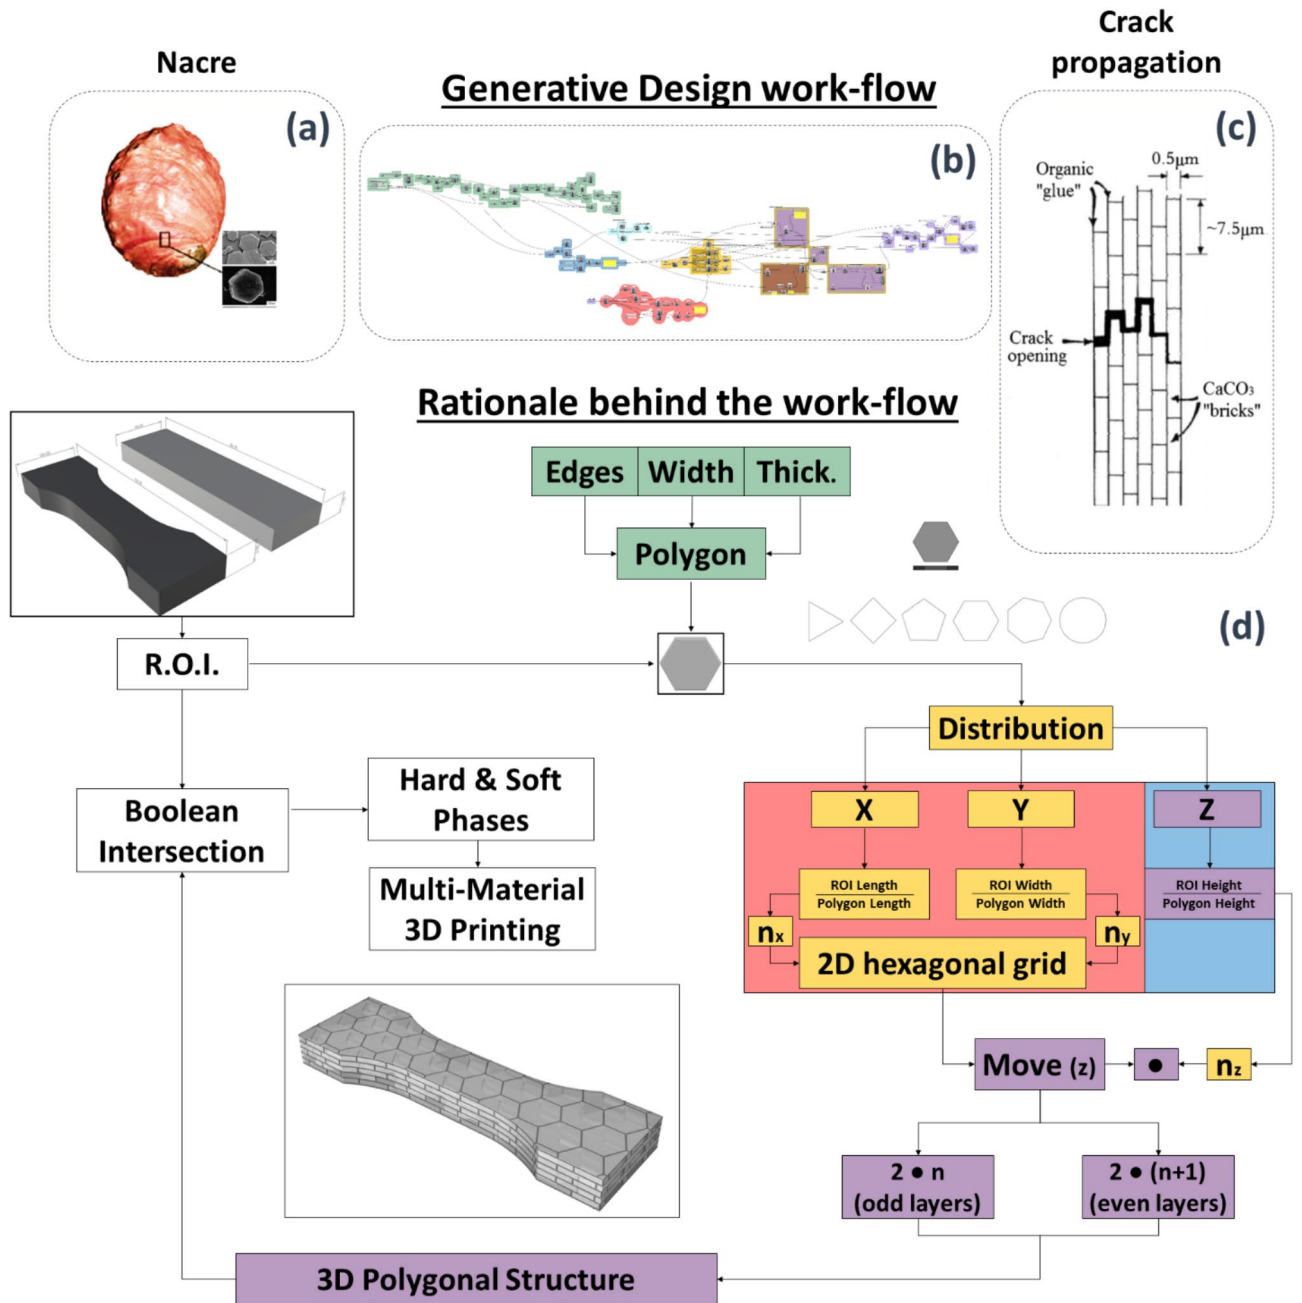 Nacre
(a)
Generative Design work-flow
(b)
Crack
propagation
(c)
0.5μm
Organic
"glue"
~7.5μm
Crack
opening
CaCO₃
"bricks"
Rationale behind the work-flow
Edges
Width
Thick.
Polygon
(d)
R.O.I.
Distribution
X
Y
Z
ROI Length
Polygon Length
ROI Width
Polygon Width
ROI Height
Polygon Height
nx
ny
2D hexagonal grid
Boolean
Intersection
Hard & Soft
Phases
Multi-Material
3D Printing
Move (z)
●
nz
2 ● n
(odd layers)
2 ● (n+1)
(even layers)
3D Polygonal Structure